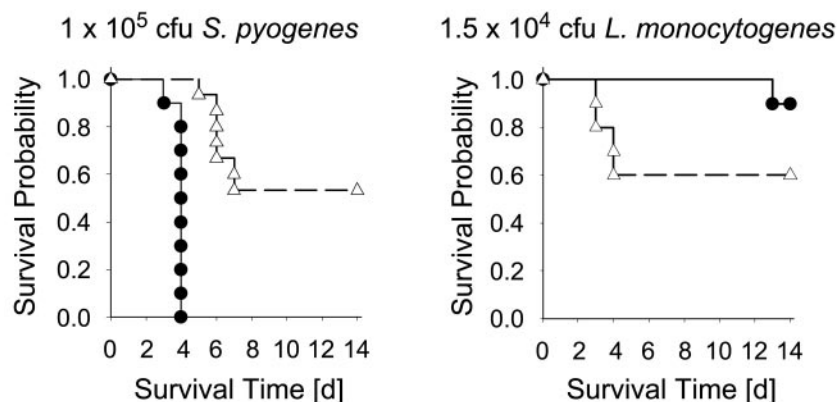 1 x 10⁵ cfu S. pyogenes
Survival Probability
1.0
0.8
0.6
0.4
0.2
0.0
0 2 4 6 8 10 12 14
Survival Time [d]
1.5 x 10⁴ cfu L. monocytogenes
Survival Probability
1.0
0.8
0.6
0.4
0.2
0.0
0 2 4 6 8 10 12 14
Survival Time [d]